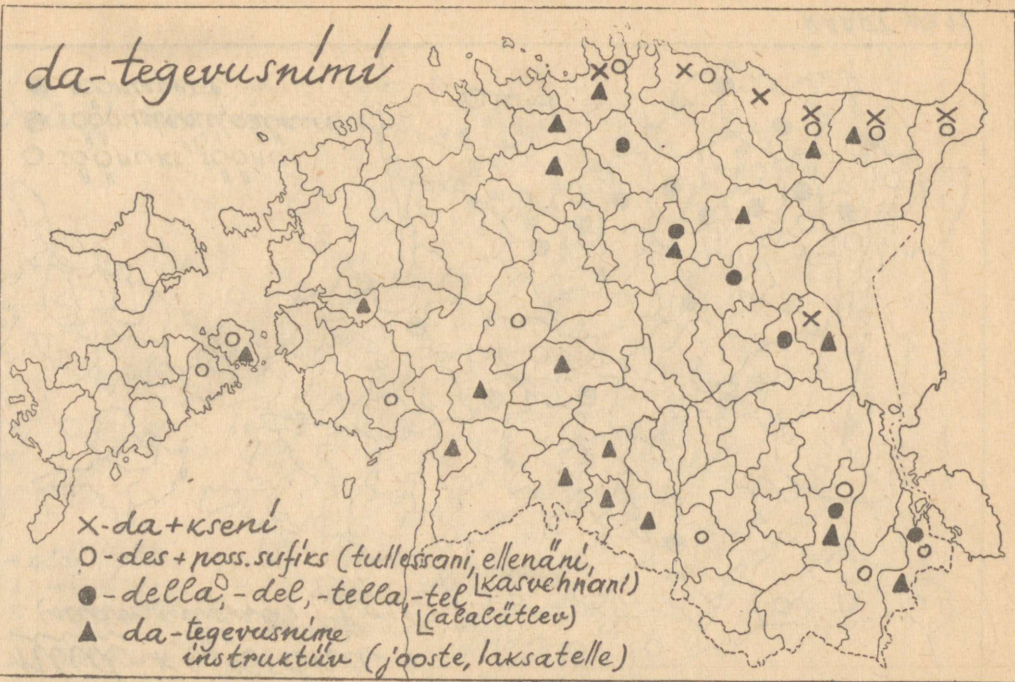 da-tegevusnimi
×-da+kseni
○-des+poss.sufiks (tullessani, ellenäni,
kasvehnani)
●-della, -del, -tella, -tel
(alalütlev)
▲ da-tegevusnime
instruktiiv (jooste, laksatelle)